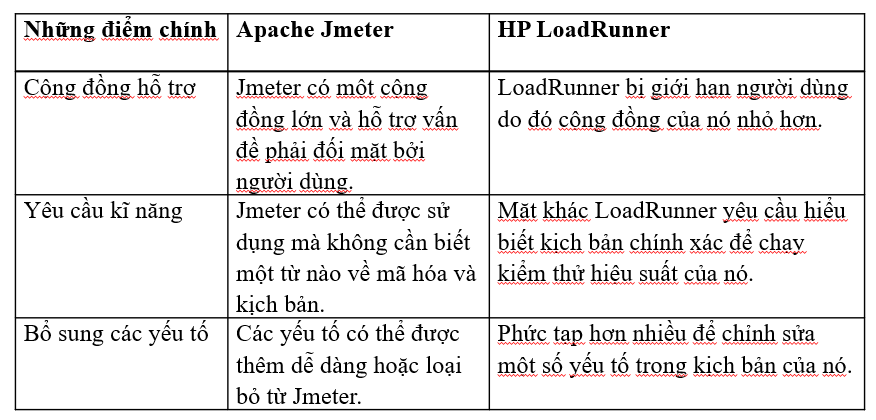 Những điểm chính
Apache Jmeter
HP LoadRunner
Công đồng hỗ trợ
Jmeter có một cộng
đồng lớn và hỗ trợ vấn
đề phải đối mặt bởi
người dùng.
LoadRunner bị giới hạn người dùng
do đó cộng đồng của nó nhỏ hơn.
Yêu cầu kĩ năng
Jmeter có thể được sử
dụng mà không cần biết
một từ nào về mã hóa và
kịch bản.
Mặt khác LoadRunner yêu cầu hiểu
biết kịch bản chính xác để chạy
kiểm thử hiệu suất của nó.
Bổ sung các yếu tố
Các yếu tố có thể được
thêm dễ dàng hoặc loại
bỏ từ Jmeter.
Phức tạp hơn nhiều để chỉnh sửa
một số yếu tố trong kịch bản của nó.